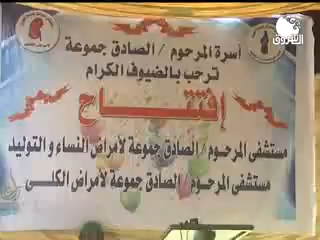 الشروق
أسرة المرحوم / الصادق جموعة
ترحب بالضيوف الكرام
إفتتاح
مستشفى المرحوم / الصادق جموعة لأمراض النساء والتوليد
مستشفى المرحوم / الصادق جموعة لأمراض الكلى